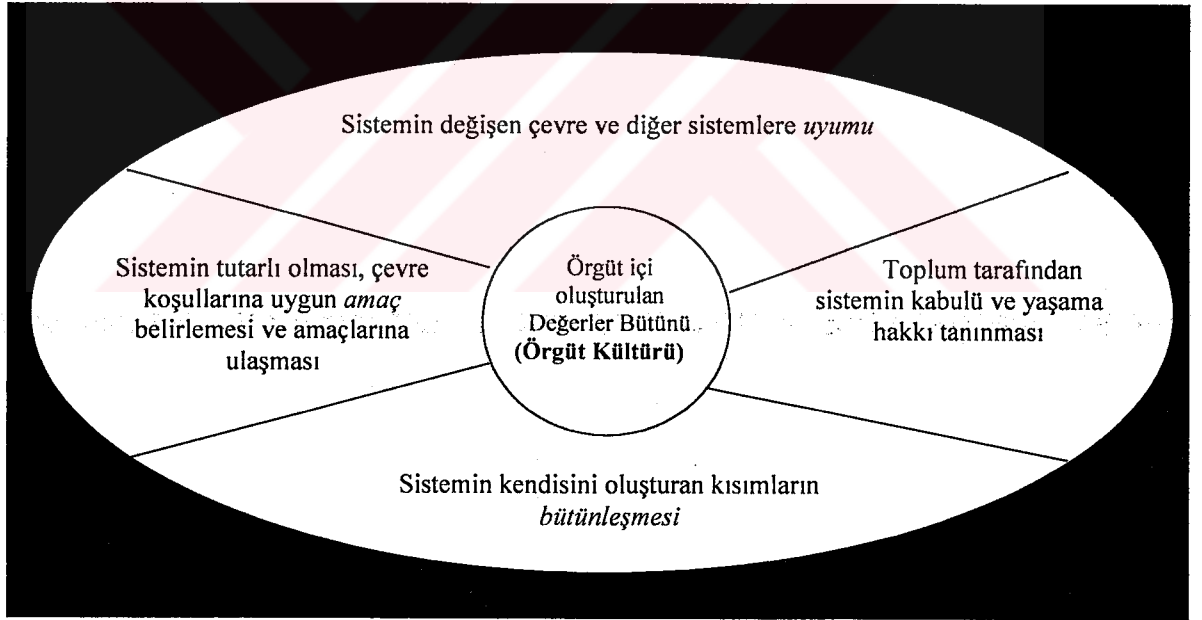 Sistemin değişen çevre ve diğer sistemlere uyumu
Sistemin tutarlı olması, çevre
koşullarına uygun amaç
belirlemesi ve amaçlarına
ulaşması
Örgüt içi
oluşturulan
Değerler Bütünü
(Örgüt Kültürü)
Toplum tarafından
sistemin kabulü ve yaşama
hakkı tanınması
Sistemin kendisini oluşturan kısımların
bütünleşmesi